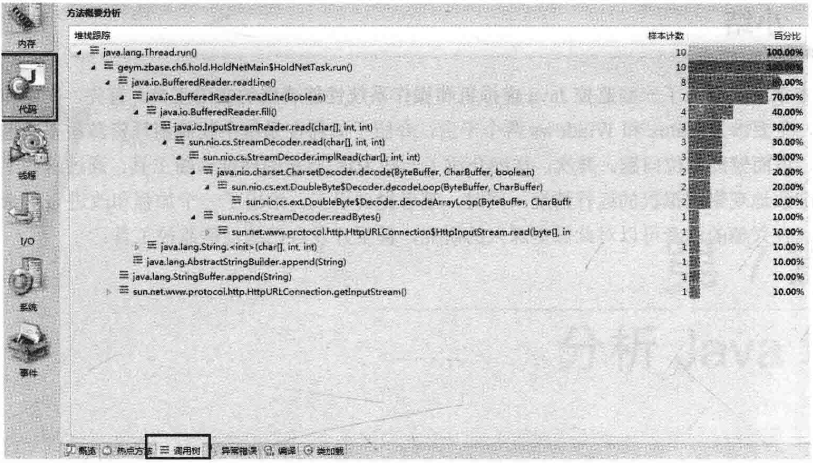 方法概要分析
堆栈跟踪 样本计数 百分比
java.lang.Thread.run() 10 100.00%
geym.zbase.ch6.hold.HoldNetMain$HoldNetTask.run() 10 100.00%
java.io.BufferedReader.readLine() 8 80.00%
java.io.BufferedReader.readLine(boolean) 7 70.00%
java.io.BufferedReader.fill() 4 40.00%
java.io.InputStreamReader.read(char[], int, int) 3 30.00%
sun.nio.cs.StreamDecoder.read(char[], int, int) 3 30.00%
sun.nio.cs.StreamDecoder.implRead(char[], int, int) 3 30.00%
java.nio.charset.CharsetDecoder.decode(ByteBuffer, CharBuffer, boolean) 2 20.00%
sun.nio.cs.ext.DoubleByte$Decoder.decodeLoop(ByteBuffer, CharBuffer) 2 20.00%
sun.nio.cs.ext.DoubleByte$Decoder.decodeArrayLoop(ByteBuffer, CharBuffe 2 20.00%
sun.nio.cs.StreamDecoder.readBytes() 1 10.00%
sun.net.www.protocol.http.HttpURLConnection$HttpInputStream.read(byte[], in 1 10.00%
java.lang.String.<init>(char[], int, int) 2 20.00%
java.lang.AbstractStringBuilder.append(String) 1 10.00%
java.lang.StringBuffer.append(String) 1 10.00%
sun.net.www.protocol.http.HttpURLConnection.getInputStream() 1 10.00%
内存
代码
线程
I/O
系统
事件
概览 热点方法 调用树 异常错误 编译 类加载
分析 Java